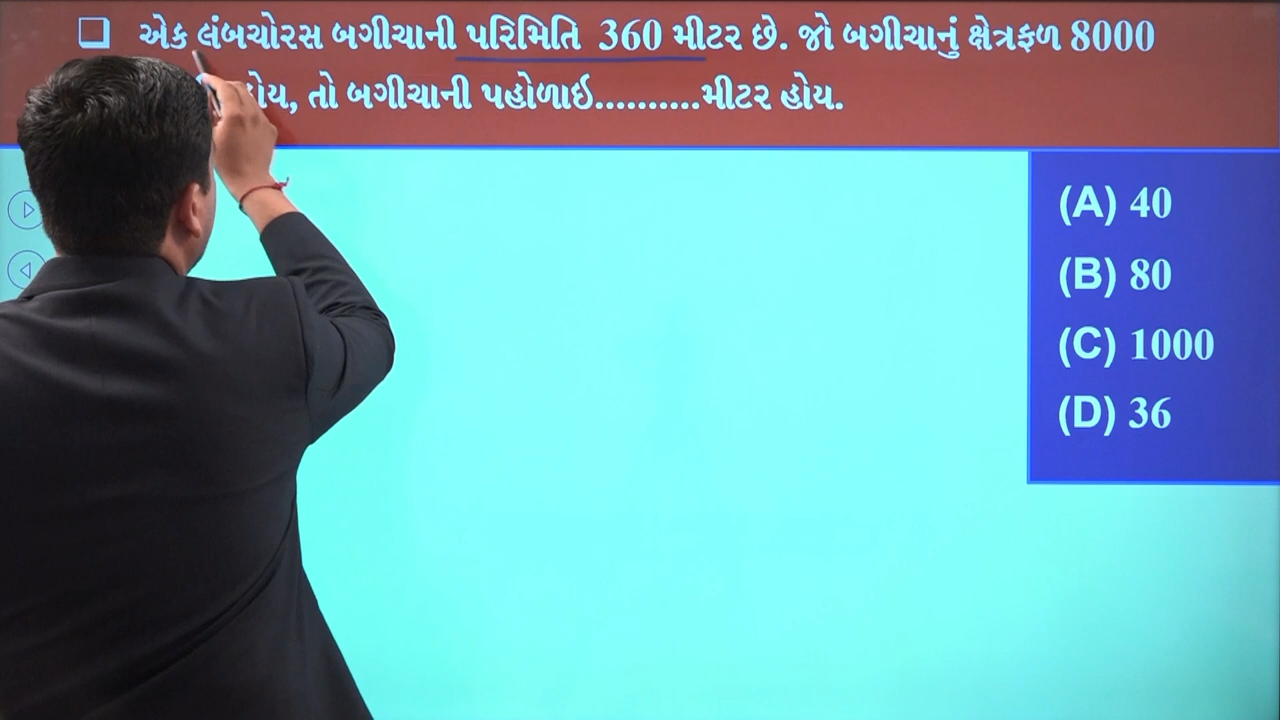 ❑ એક લંબચોરસ બગીચાની પરિમિતિ 360 મીટર છે. જો બગીચાનું ક્ષેત્રફળ 8000
હોય, તો બગીચાની પહોળાઇ..........મીટર હોય.
(A) 40
(B) 80
(C) 1000
(D) 36